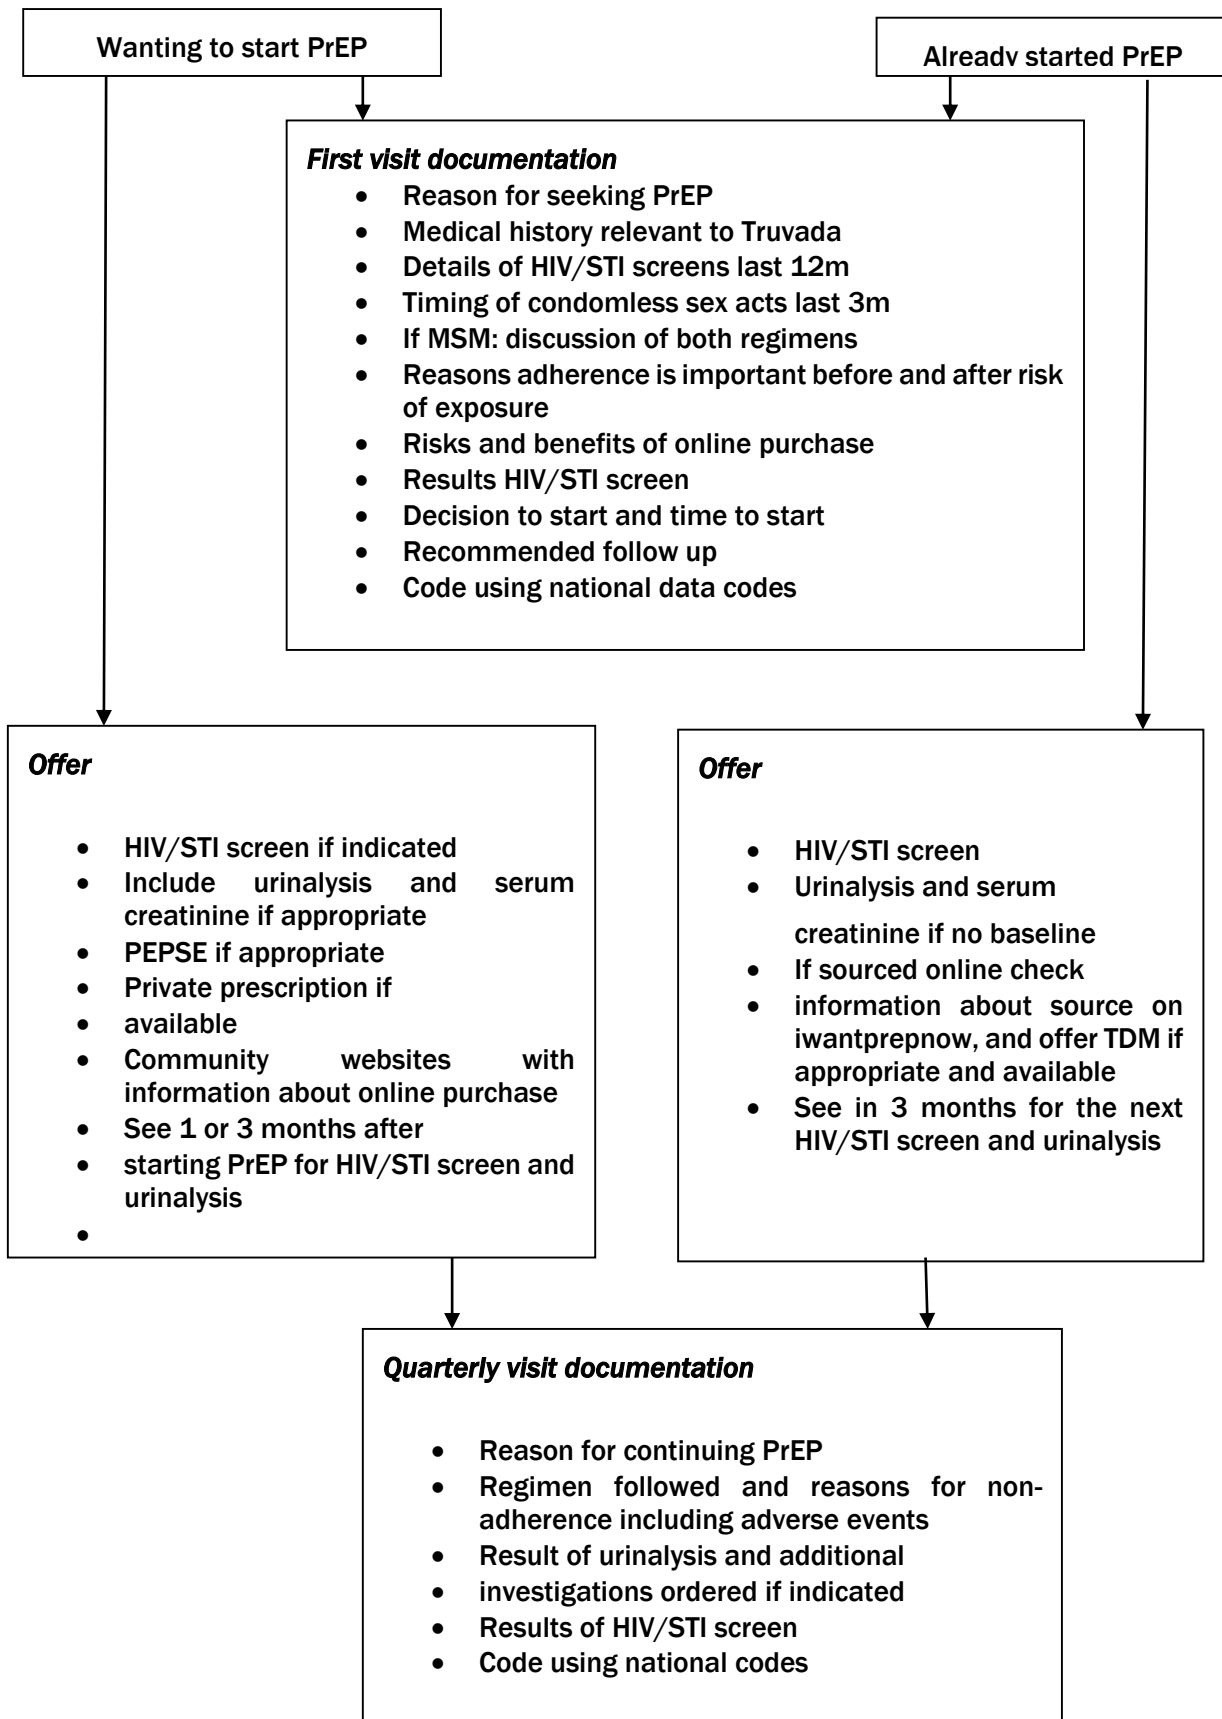 Wanting to start PrEP
Already started PrEP
First visit documentation
• Reason for seeking PrEP
• Medical history relevant to Truvada
• Details of HIV/STI screens last 12m
• Timing of condomless sex acts last 3m
• If MSM: discussion of both regimens
• Reasons adherence is important before and after risk
of exposure
• Risks and benefits of online purchase
• Results HIV/STI screen
• Decision to start and time to start
• Recommended follow up
• Code using national data codes
Offer
• HIV/STI screen if indicated
• Include urinalysis and serum
creatinine if appropriate
• PEPSE if appropriate
• Private prescription if
• available
• Community websites with
information about online purchase
• See 1 or 3 months after
• starting PrEP for HIV/STI screen and
urinalysis
•
Offer
• HIV/STI screen
• Urinalysis and serum
creatinine if no baseline
• If sourced online check
• information about source on
iwantprepnow, and offer TDM if
appropriate and available
• See in 3 months for the next
HIV/STI screen and urinalysis
Quarterly visit documentation
• Reason for continuing PrEP
• Regimen followed and reasons for non-
adherence including adverse events
• Result of urinalysis and additional
• investigations ordered if indicated
• Results of HIV/STI screen
• Code using national codes